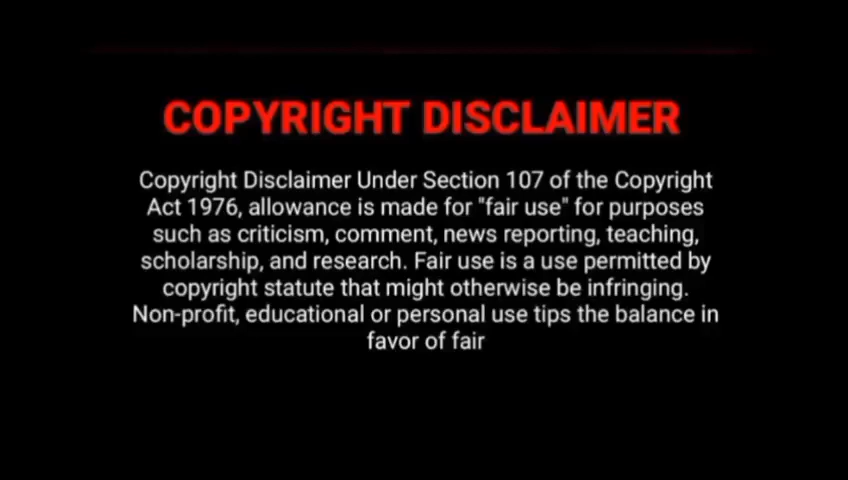 COPYRIGHT DISCLAIMER
Copyright Disclaimer Under Section 107 of the Copyright
Act 1976, allowance is made for "fair use" for purposes
such as criticism, comment, news reporting, teaching,
scholarship, and research. Fair use is a use permitted by
copyright statute that might otherwise be infringing.
Non-profit, educational or personal use tips the balance in
favor of fair